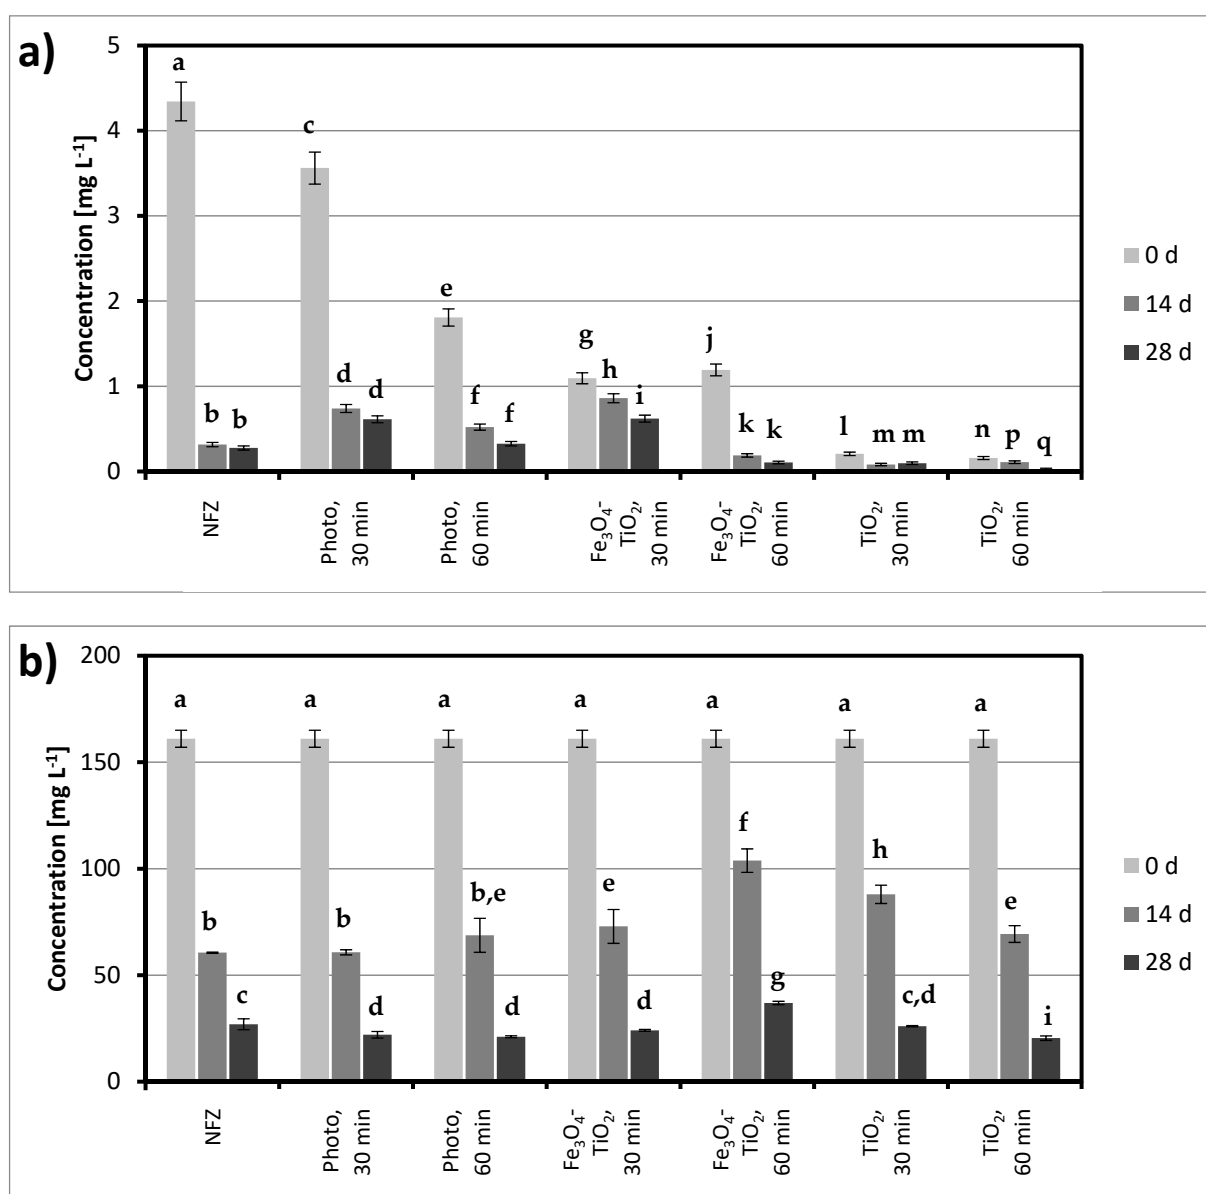 a)
Concentration [mg L⁻¹]
5
4
3
2
1
0
a
b
b
c
d
d
e
f
f
g
h
i
j
k
k
l
m
m
n
p
q
NFZ
Photo,
30 min
Photo,
60 min
Fe₃O₄-
TiO₂,
30 min
Fe₃O₄-
TiO₂,
60 min
TiO₂,
30 min
TiO₂,
60 min
0 d
14 d
28 d
b)
Concentration [mg L⁻¹]
200
150
100
50
0
a
b
c
a
b
d
a
b,e
d
a
e
d
a
f
g
a
h
c,d
a
e
i
NFZ
Photo,
30 min
Photo,
60 min
Fe₃O₄-
TiO₂,
30 min
Fe₃O₄-
TiO₂,
60 min
TiO₂,
30 min
TiO₂,
60 min
0 d
14 d
28 d